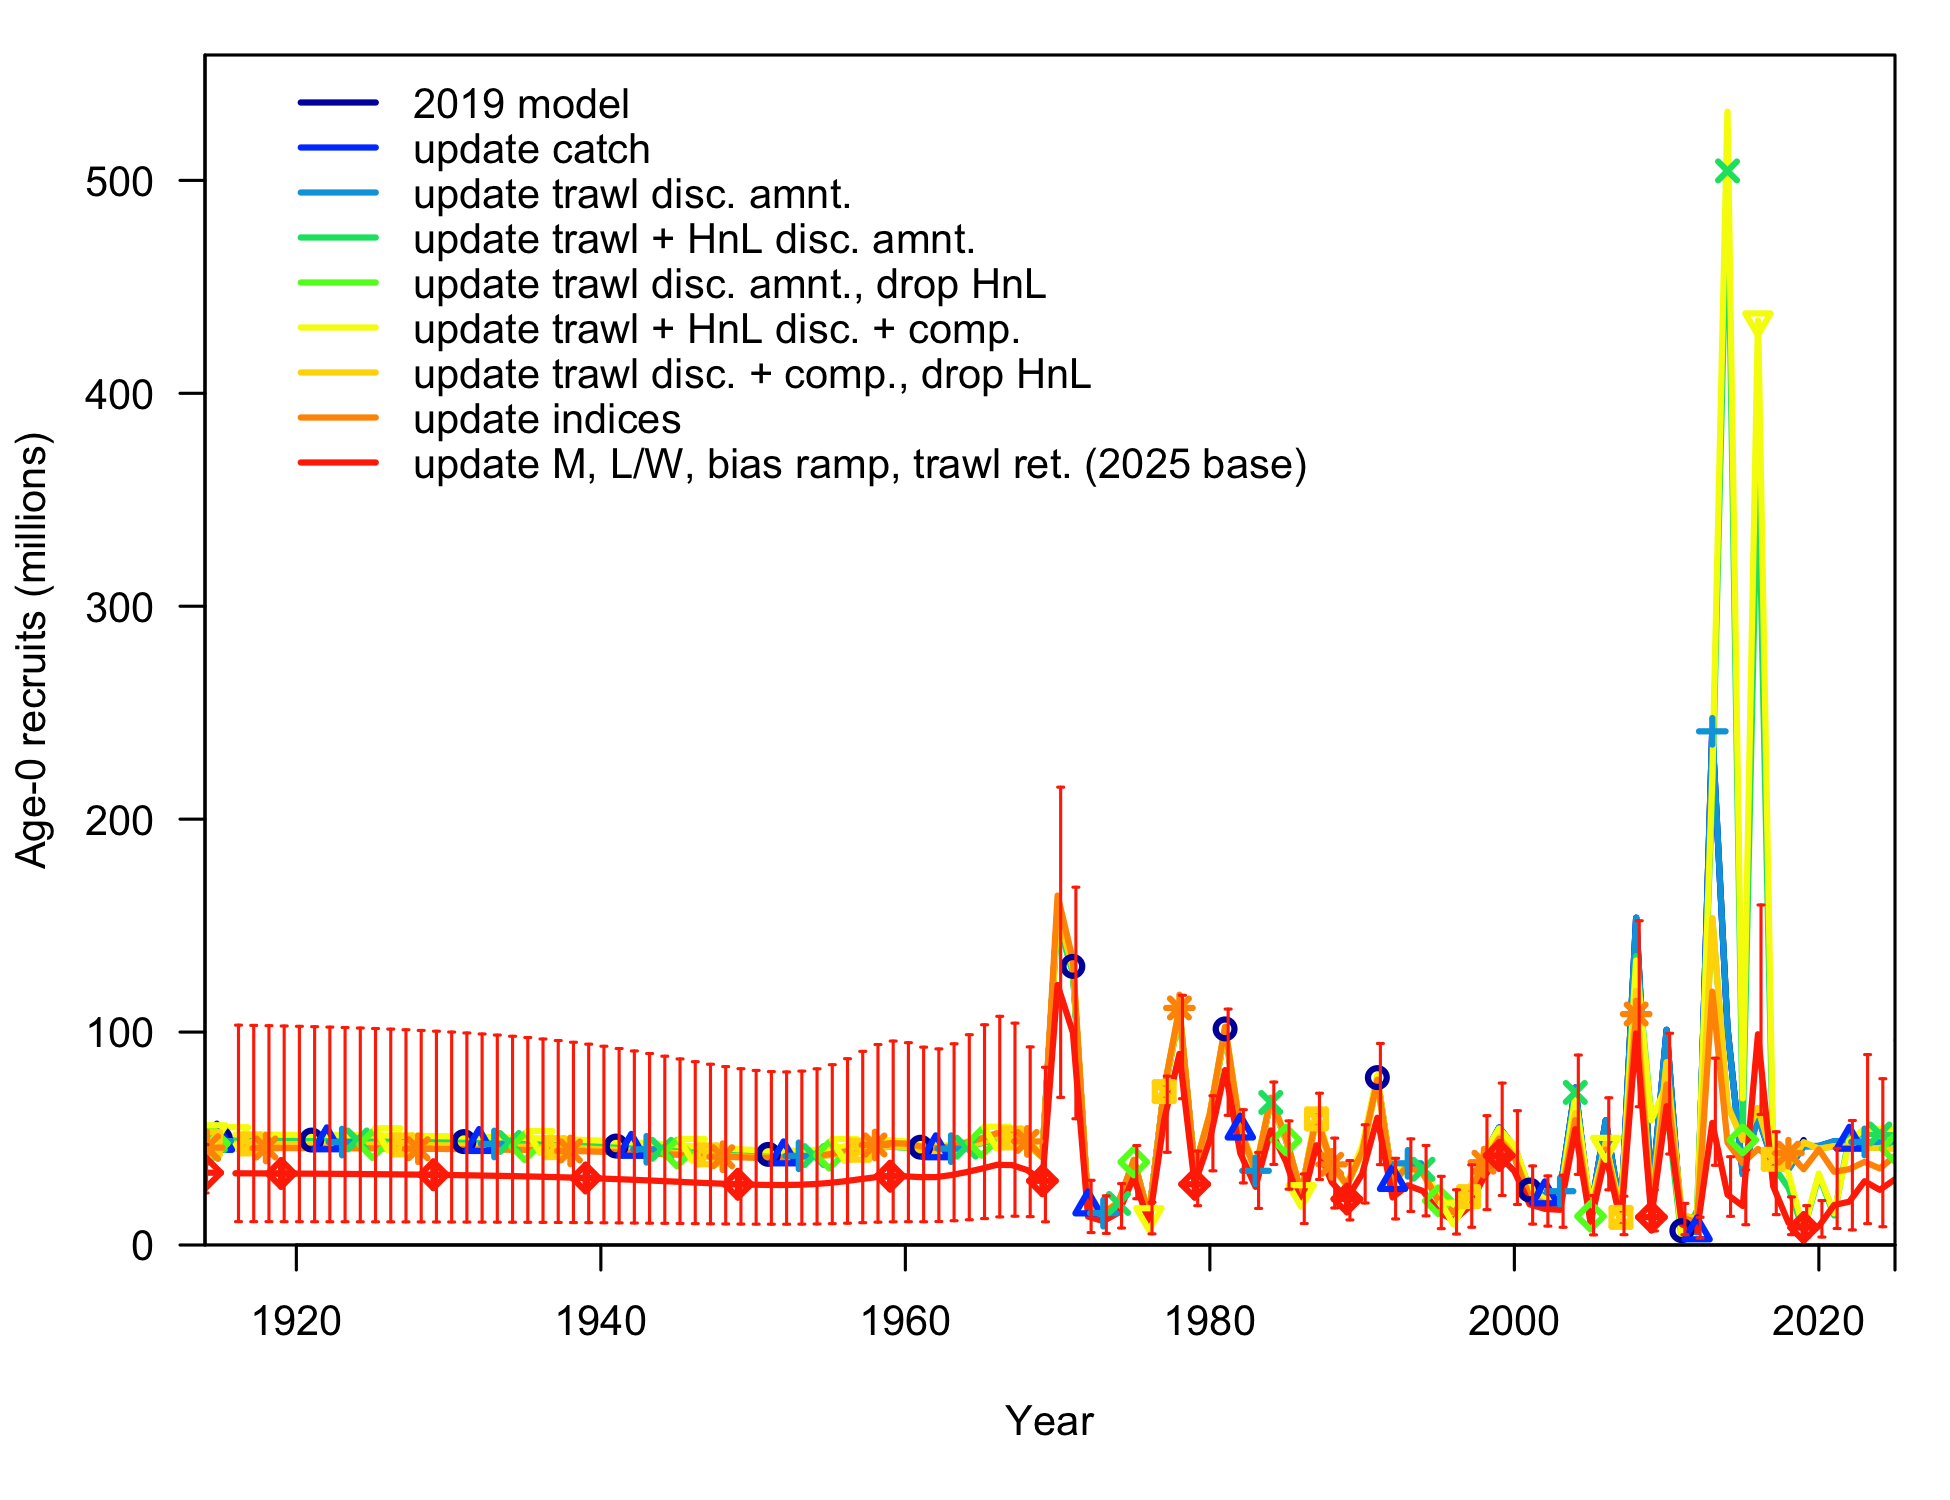 2019 model
update catch
update trawl disc. amnt.
update trawl + HnL disc. amnt.
update trawl disc. amnt., drop HnL
update trawl + HnL disc. + comp.
update trawl disc. + comp., drop HnL
update indices
update M, L/W, bias ramp, trawl ret. (2025 base)
Age-0 recruits (millions)
500
400
300
200
100
0
1920 1940 1960 1980 2000 2020
Year